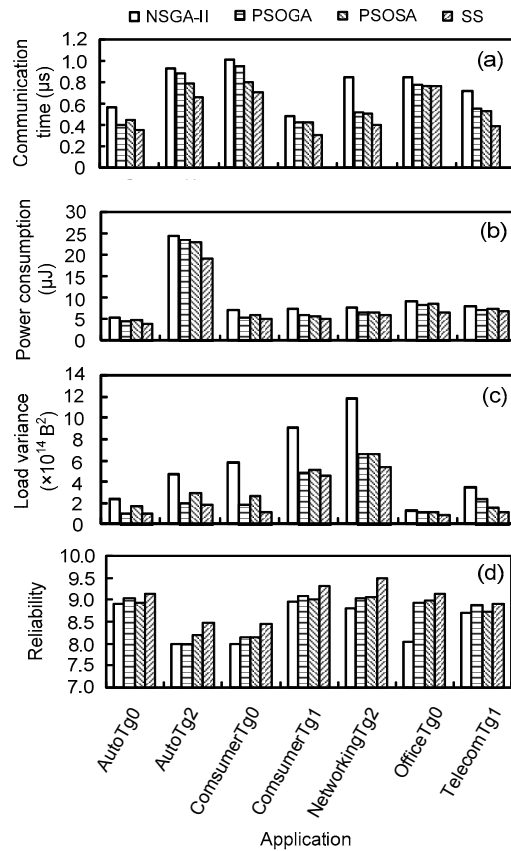 NSGA-II PSOGA PSOSA SS
(a)
Communication time (μs)
1.2
1.0
0.8
0.6
0.4
0.2
0
(b)
Power consumption (μJ)
30
25
20
15
10
5
0
(c)
Load variance (×10¹⁴ B²)
14
12
10
8
6
4
2
0
(d)
Reliability
9.0
9.5
9.0
8.5
8.0
7.5
7.0
AutoTg0
AutoTg2
ComsumerTg0
ComsumerTg1
NetworkingTg2
OfficeTg0
TelecomTg1
Application